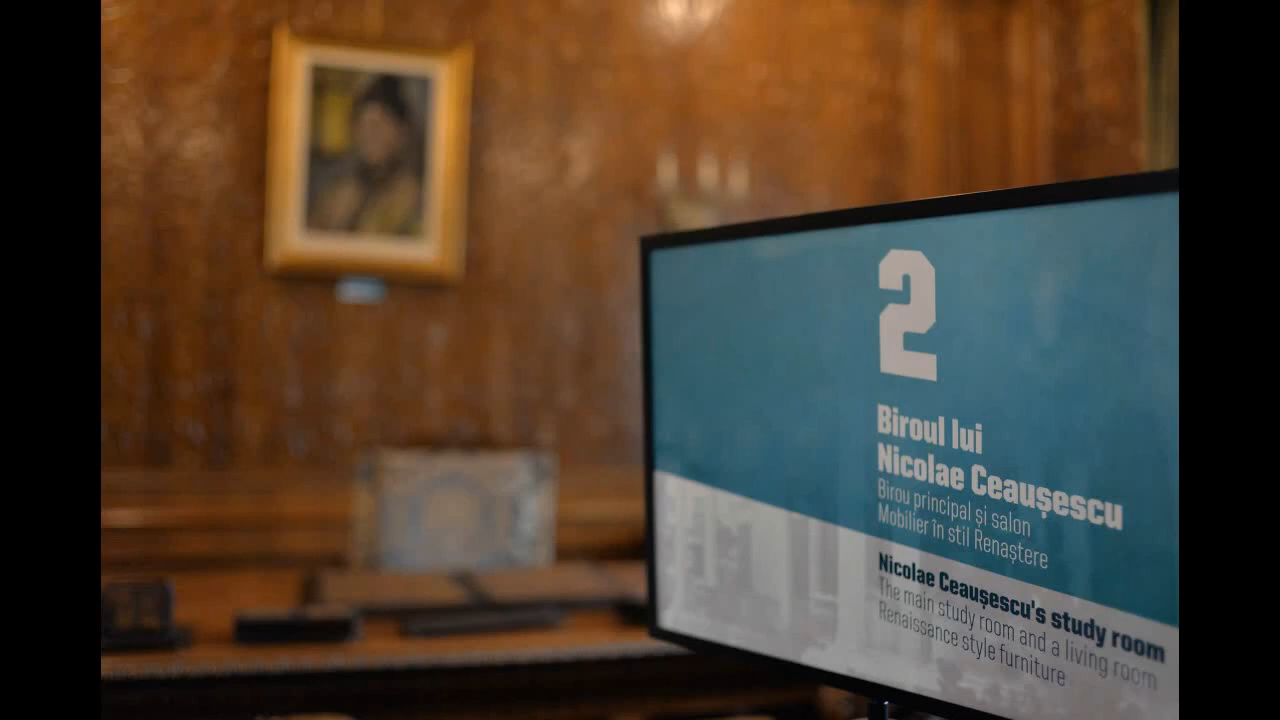 2
Biroul lui
Nicolae Ceaușescu
Birou principal și salon
Mobilier în stil Renaștere
Nicolae Ceaușescu's study room
The main study room and a living room
Renaissance style furniture